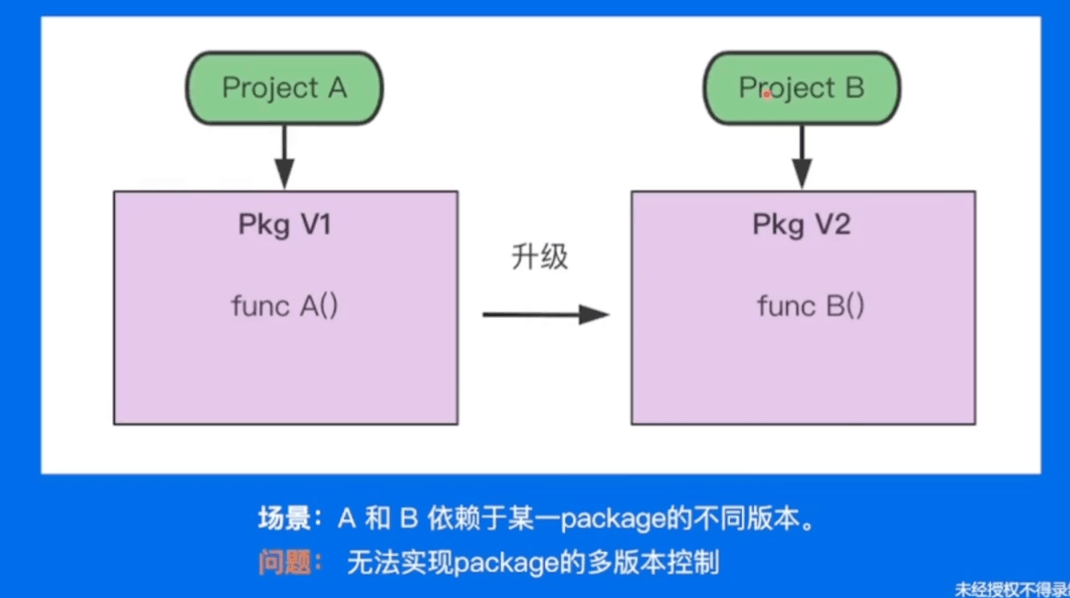 Project A
Project B
Pkg V1
Pkg V2
升级
func A()
func B()
场景：A 和 B 依赖于某一package的不同版本。
问题： 无法实现package的多版本控制
未经授权不得录